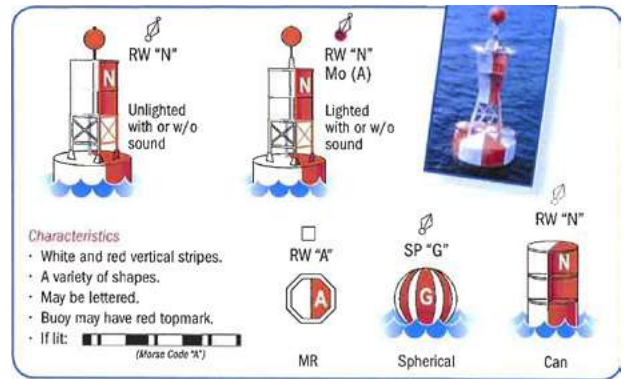 RW "N"
Unlighted
with or w/o
sound
N
RW "N"
Mo (A)
Lighted
with or w/o
sound
N
Characteristics
· White and red vertical stripes.
· A variety of shapes.
· May be lettered.
· Buoy may have red topmark.
· If lit:
(Morse Code "A")
RW "A"
A
MR
SP "G"
G
Spherical
RW "N"
N
Can